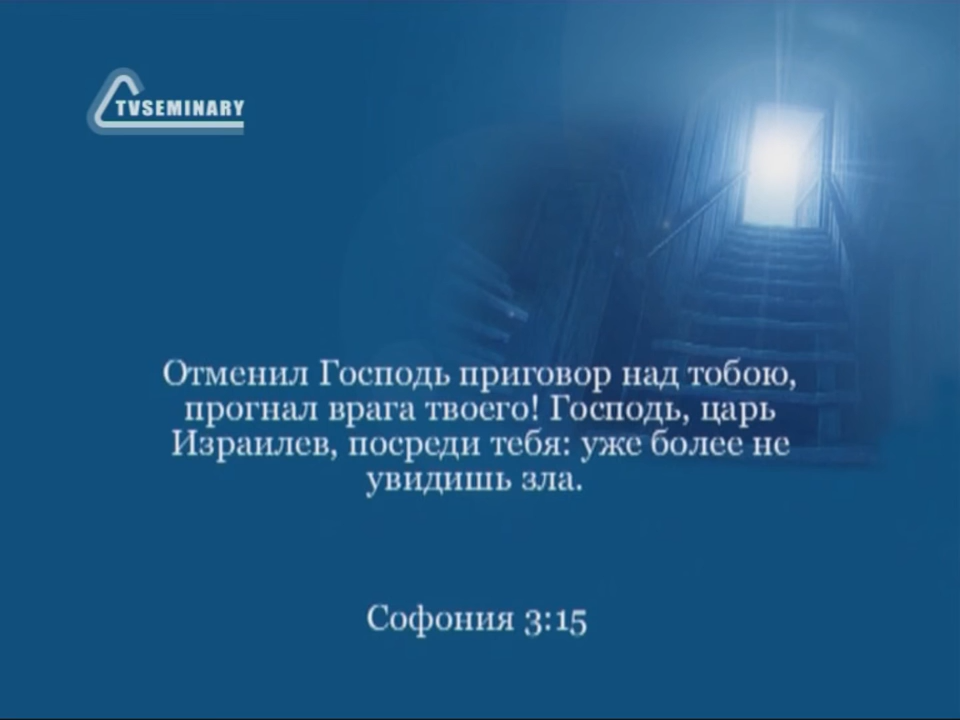 TVSEMINARY
Отменил Господь приговор над тобою,
прогнал врага твоего! Господь, царь
Израилев, посреди тебя: уже более не
увидишь зла.
Софония 3:15